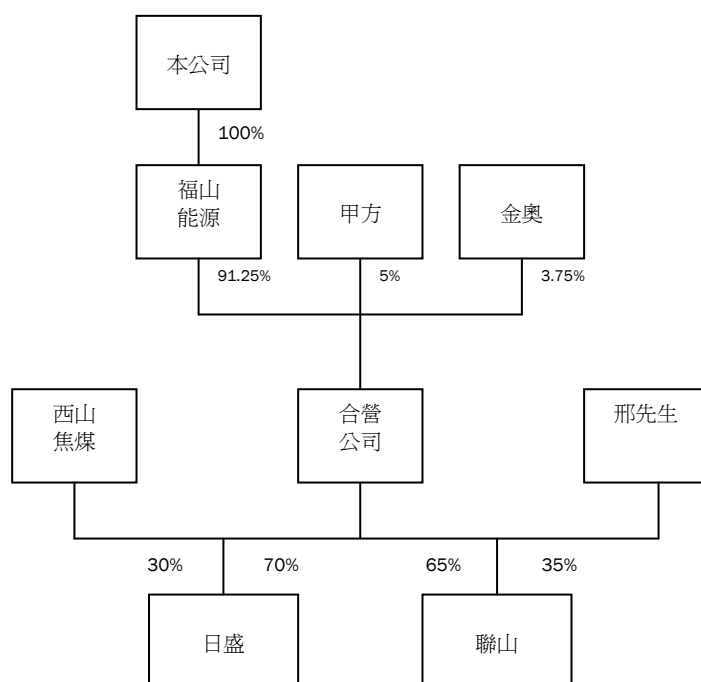 本公司
100%
福山
能源
甲方
金奧
91.25%
5%
3.75%
西山
焦煤
合營
公司
邢先生
30%
70%
65%
35%
日盛
聯山